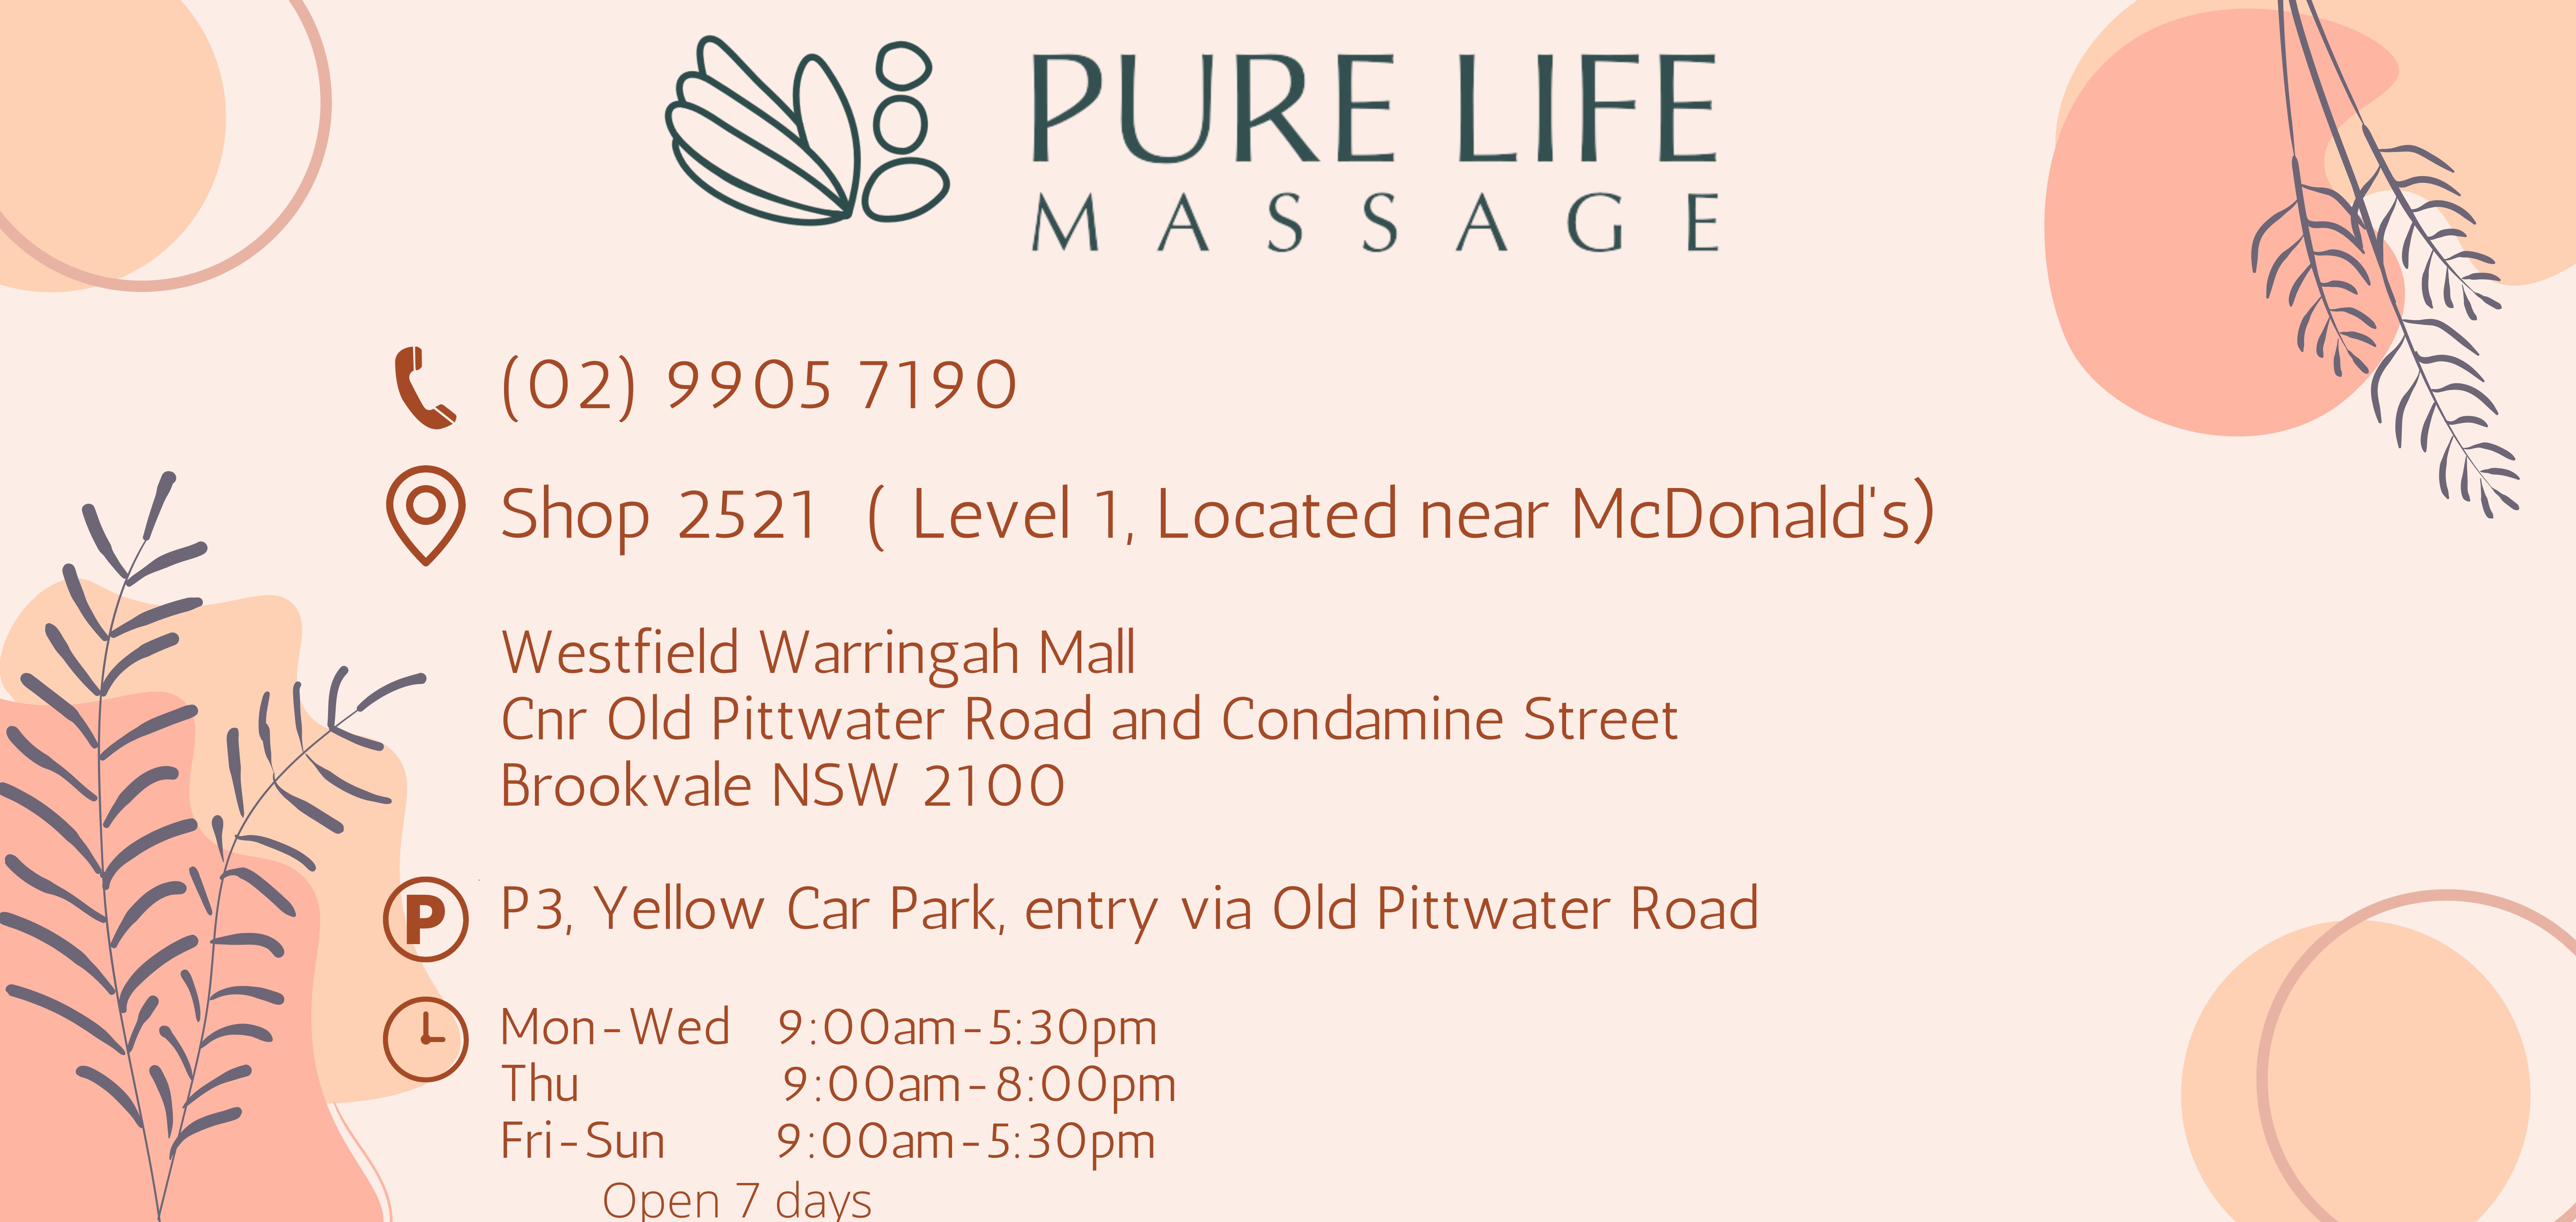 PURE LIFE
MASSAGE
(02) 9905 7190
Shop 2521 ( Level 1, Located near McDonald's)
Westfield Warringah Mall
Cnr Old Pittwater Road and Condamine Street
Brookvale NSW 2100
P P3, Yellow Car Park, entry via Old Pittwater Road
Mon-Wed 9:00am-5:30pm
Thu 9:00am-8:00pm
Fri-Sun 9:00am-5:30pm
Open 7 days